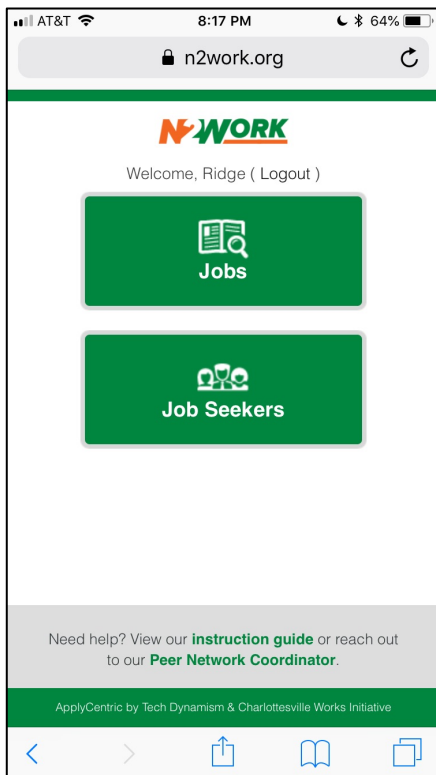 AT&T 8:17 PM 64%
n2work.org
N2WORK
Welcome, Ridge ( Logout )
Jobs
Job Seekers
Need help? View our instruction guide or reach out
to our Peer Network Coordinator.
ApplyCentric by Tech Dynamism & Charlottesville Works Initiative